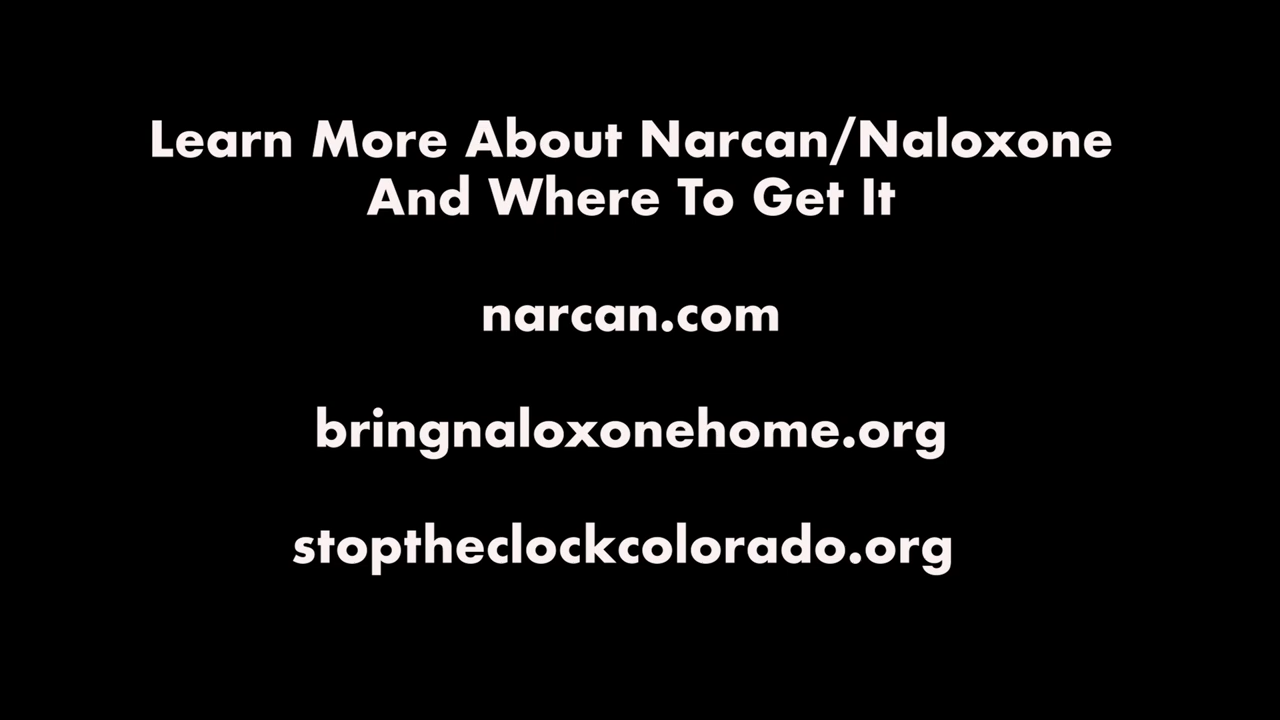 Learn More About Narcan/Naloxone
And Where To Get It
narcan.com
bringnaloxonehome.org
stoptheclockcolorado.org